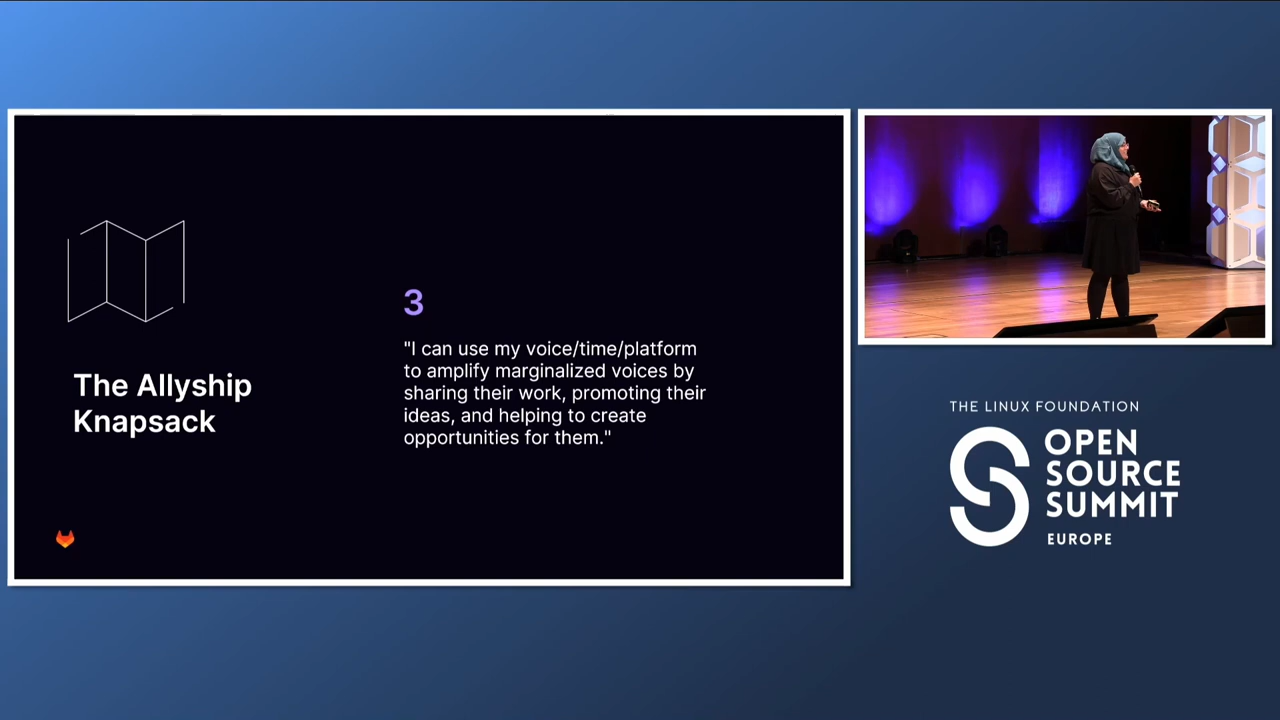 The Allyship
Knapsack
3
"I can use my voice/time/platform
to amplify marginalized voices by
sharing their work, promoting their
ideas, and helping to create
opportunities for them."
THE LINUX FOUNDATION
OPEN
SOURCE
SUMMIT
EUROPE